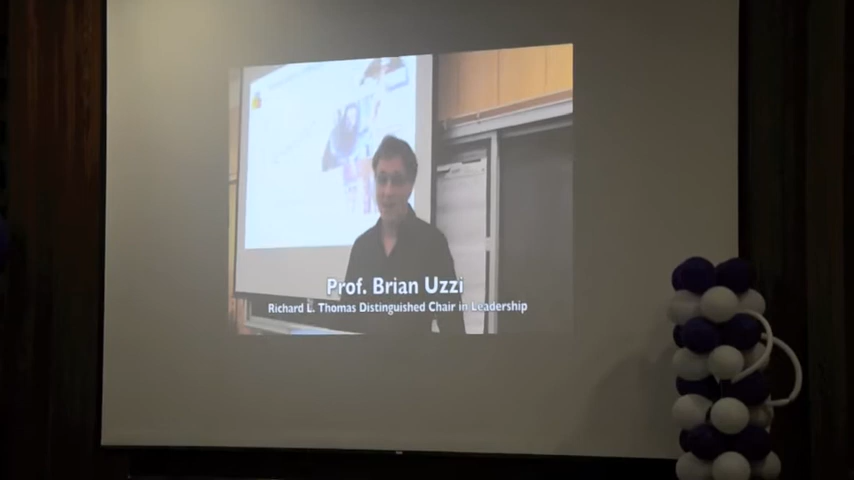 Prof. Brian Uzzi
Richard L. Thomas Distinguished Chair in Leadership